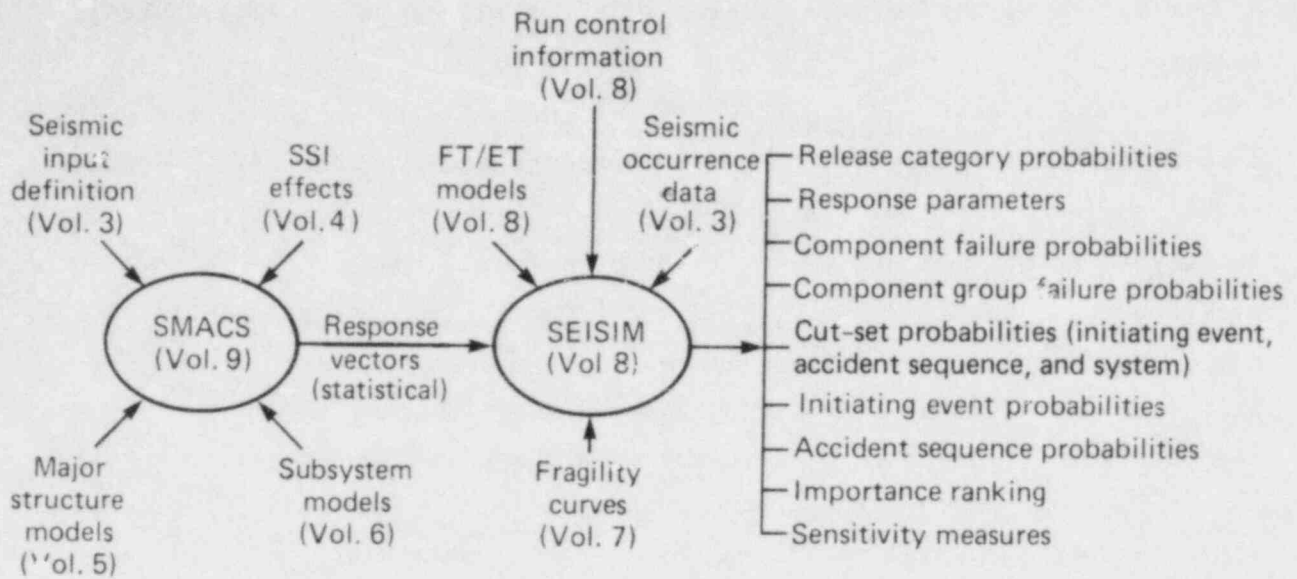 Run control
information
(Vol. 8)
Seismic
input
definition
(Vol. 3)
SSI
effects
(Vol. 4)
FT/ET
models
(Vol. 8)
Seismic
occurrence
data
(Vol. 3)
SMACS
(Vol. 9)
Response
vectors
(statistical)
SEISIM
(Vol 8)
Major
structure
models
(Vol. 5)
Subsystem
models
(Vol. 6)
Fragility
curves
(Vol. 7)
Release category probabilities
Response parameters
Component failure probabilities
Component group failure probabilities
Cut-set probabilities (initiating event,
accident sequence, and system)
Initiating event probabilities
Accident sequence probabilities
Importance ranking
Sensitivity measures